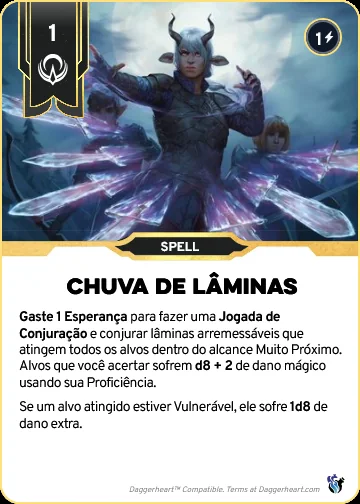 1
1
SPELL
CHUVA DE LÂMINAS
Gaste 1 Esperança para fazer uma Jogada de
Conjuração e conjurar lâminas arremessáveis que
atingem todos os alvos dentro do alcance Muito Próximo.
Alvos que você acertar sofrem d8 + 2 de dano mágico
usando sua Proficiência.
Se um alvo atingido estiver Vulnerável, ele sofre 1d8 de
dano extra.
Daggerheart™ Compatible. Terms at Daggerheart.com